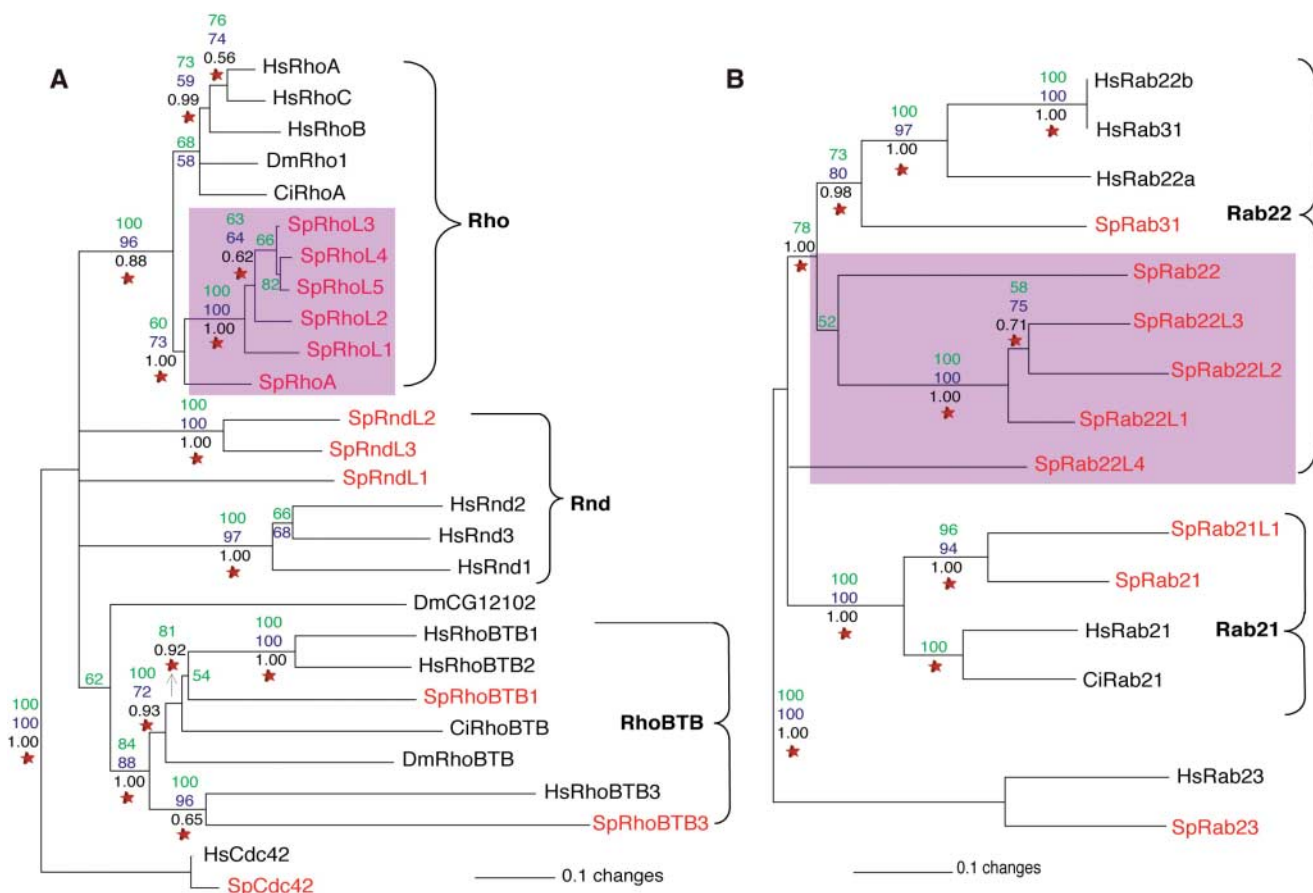 A
76
74
0.56
73
59
0.99
68
58
HsRhoA
HsRhoC
HsRhoB
DmRho1
CiRhoA
Rho
100
96
0.88
63
64
0.62
66
82
SpRhoL3
SpRhoL4
SpRhoL5
SpRhoL2
SpRhoL1
SpRhoA
100
100
1.00
60
73
1.00
100
100
1.00
SpRndL2
SpRndL3
SpRndL1
Rnd
100
97
1.00
66
68
HsRnd2
HsRnd3
HsRnd1
DmCG12102
62
81
0.92
100
100
1.00
HsRhoBTB1
HsRhoBTB2
54
SpRhoBTB1
100
72
0.93
CiRhoBTB
RhoBTB
DmRhoBTB
84
88
1.00
100
96
0.65
HsRhoBTB3
SpRhoBTB3
100
100
1.00
HsCdc42
SpCdc42
0.1 changes
B
100
100
1.00
HsRab22b
HsRab31
100
97
1.00
HsRab22a
73
80
0.98
SpRab31
Rab22
78
1.00
SpRab22
52
58
75
0.71
SpRab22L3
SpRab22L2
100
100
1.00
SpRab22L1
SpRab22L4
96
94
1.00
SpRab21L1
SpRab21
100
100
1.00
Rab21
100
HsRab21
CiRab21
100
100
1.00
HsRab23
SpRab23
0.1 changes